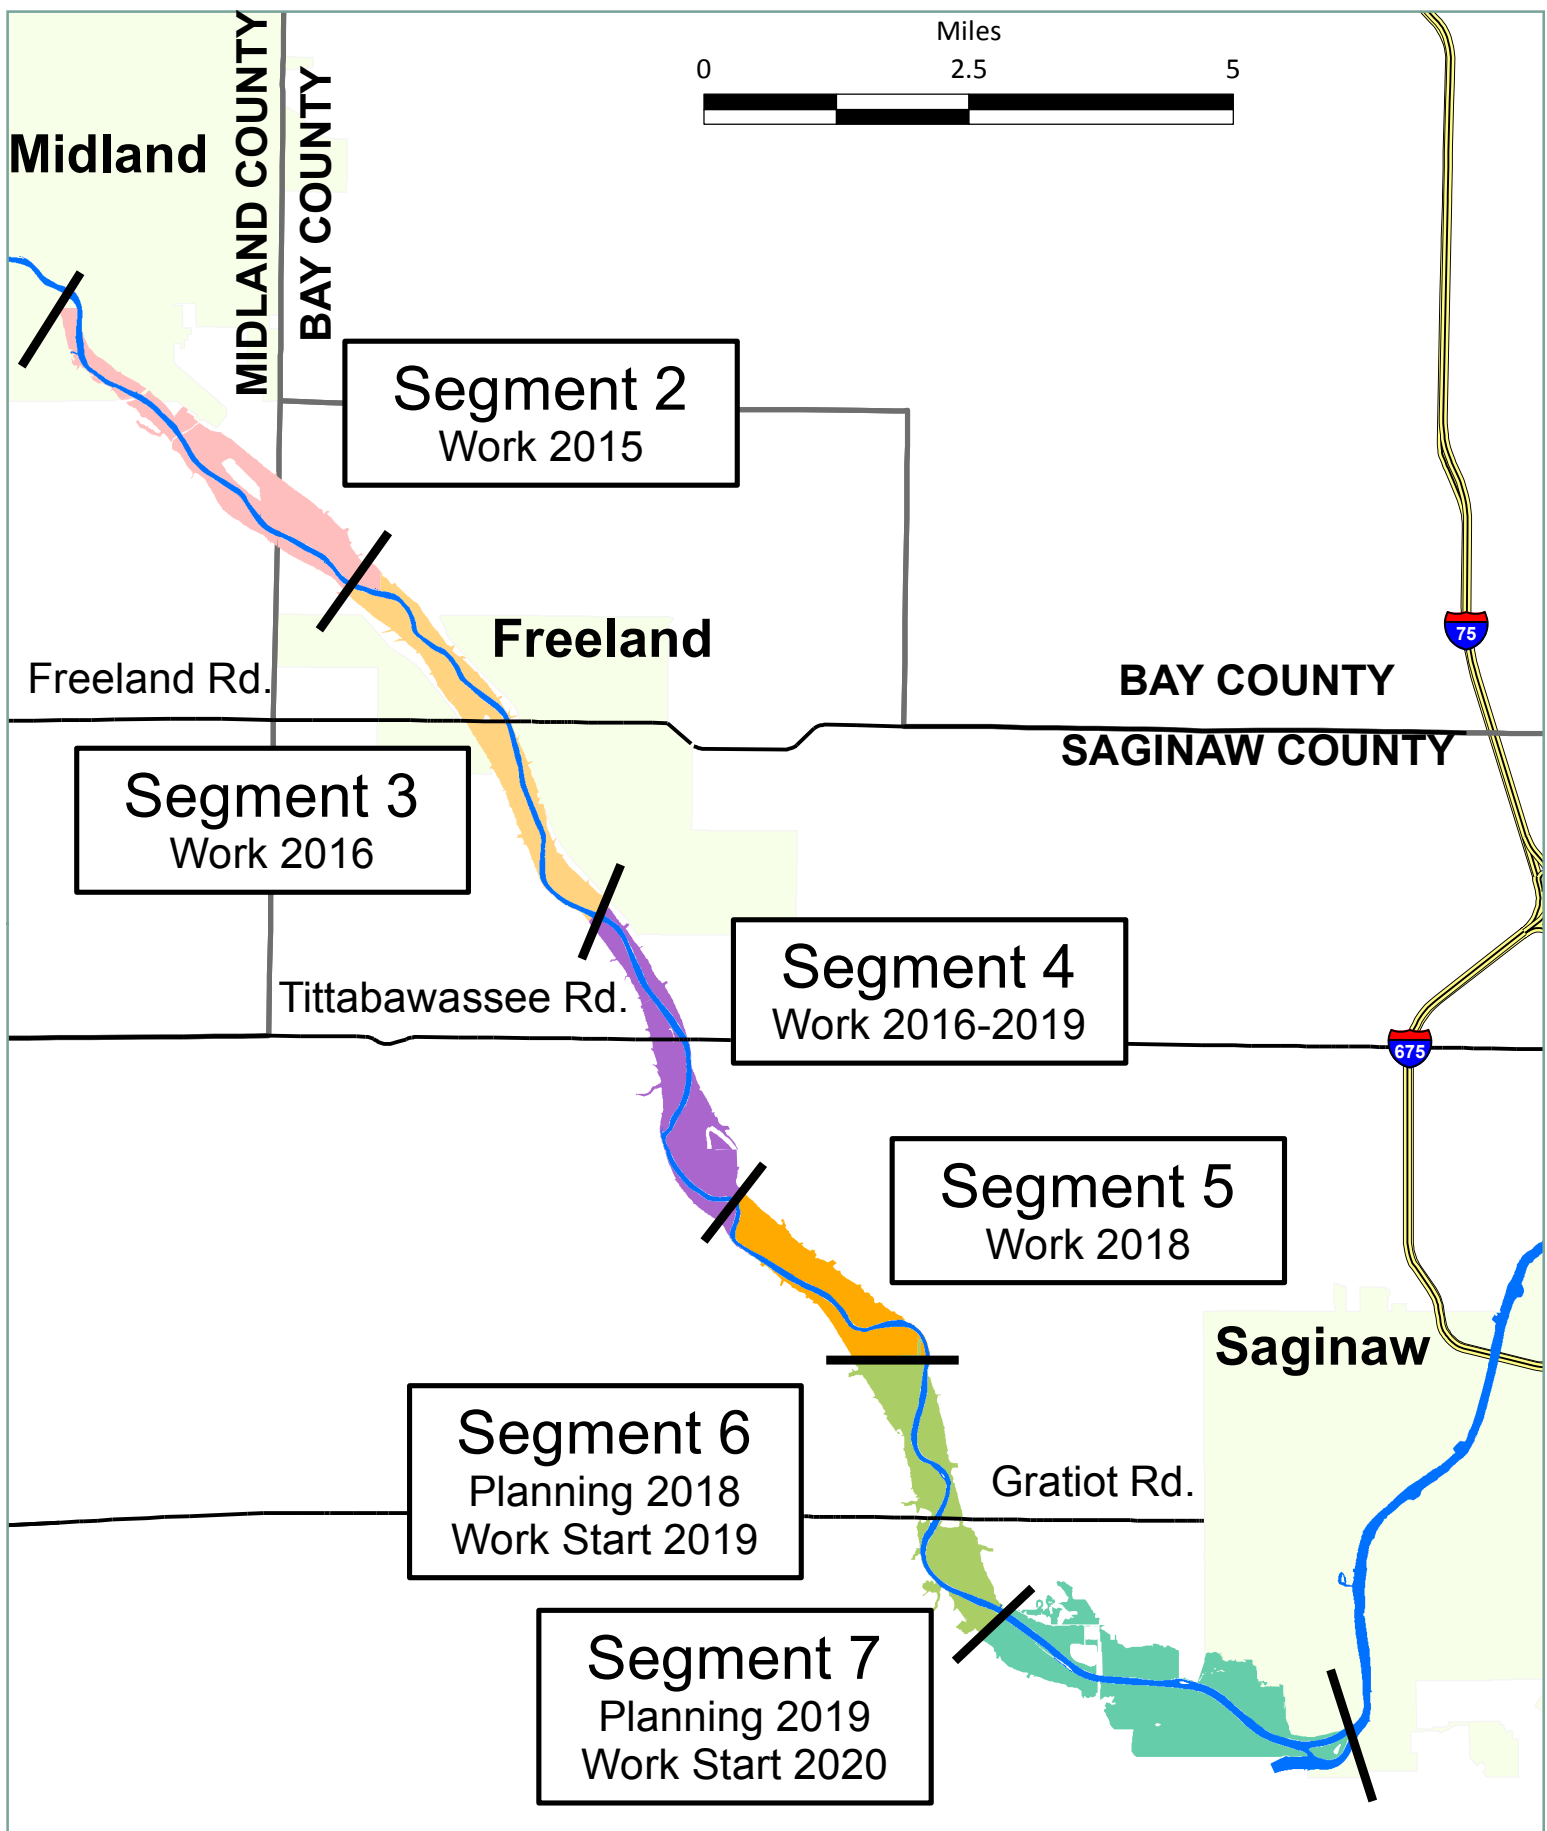 Miles
0 2.5 5
MIDLAND COUNTY
BAY COUNTY
Midland
Segment 2
Work 2015
Freeland
75
Freeland Rd.
BAY COUNTY
SAGINAW COUNTY
Segment 3
Work 2016
Segment 4
Work 2016-2019
Tittabawassee Rd.
675
Segment 5
Work 2018
Saginaw
Segment 6
Planning 2018
Work Start 2019
Gratiot Rd.
Segment 7
Planning 2019
Work Start 2020